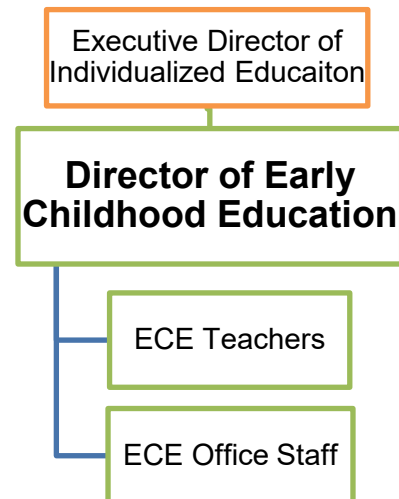 Executive Director of
Individualized Educaiton
Director of Early
Childhood Education
ECE Teachers
ECE Office Staff